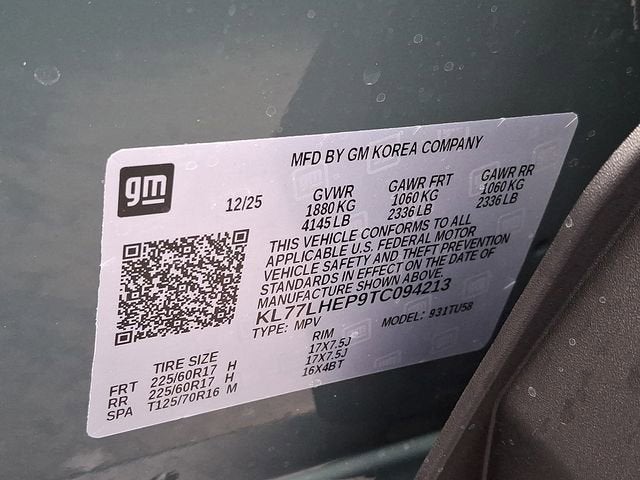 gm
MFD BY GM KOREA COMPANY
12/25
GVWR GAWR FRT GAWR RR
1880 KG 1060 KG 1060 KG
4145 LB 2336 LB 2336 LB
THIS VEHICLE CONFORMS TO ALL
APPLICABLE U.S. FEDERAL MOTOR
VEHICLE SAFETY AND THEFT PREVENTION
STANDARDS IN EFFECT ON THE DATE OF
MANUFACTURE SHOWN ABOVE.
KL77LHEP9TC094213
TYPE: MPV MODEL: 931TU58
TIRE SIZE RIM
FRT 225/60R17 H 17X7.5J
RR 225/60R17 H 17X7.5J
SPA T125/70R16 M 16X4BT